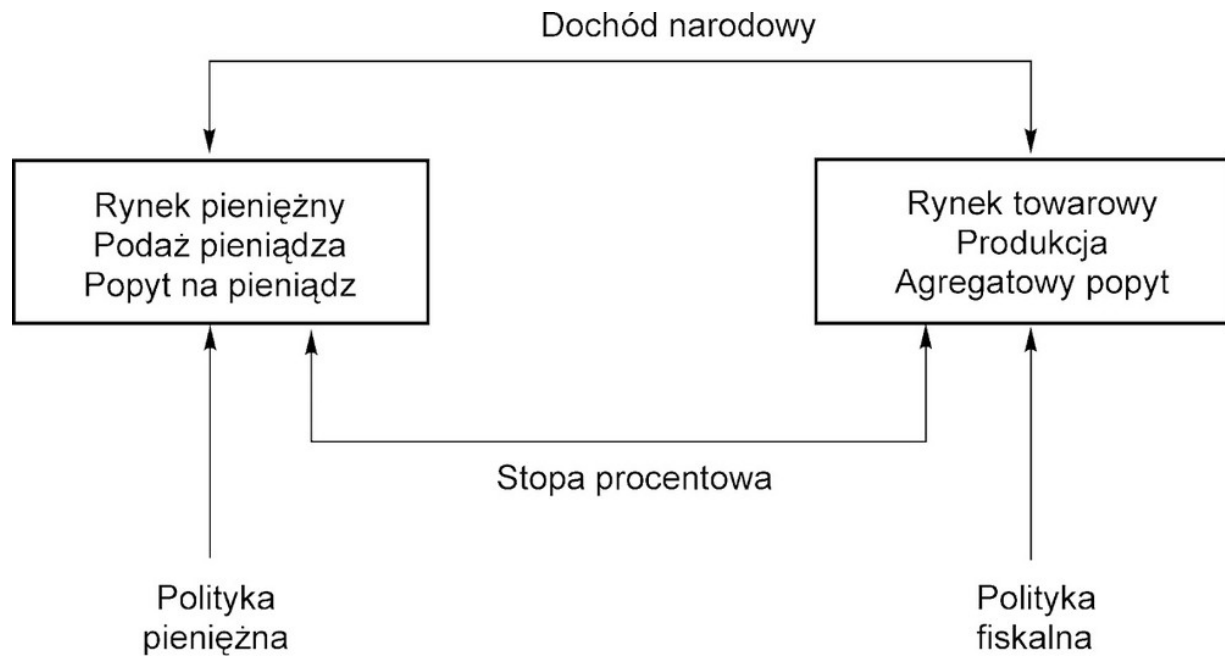 Dochód narodowy
Rynek pieniężny
Podaż pieniądza
Popyt na pieniądz
Rynek towarowy
Produkcja
Agregatowy popyt
Stopa procentowa
Polityka
pieniężna
Polityka
fiskalna